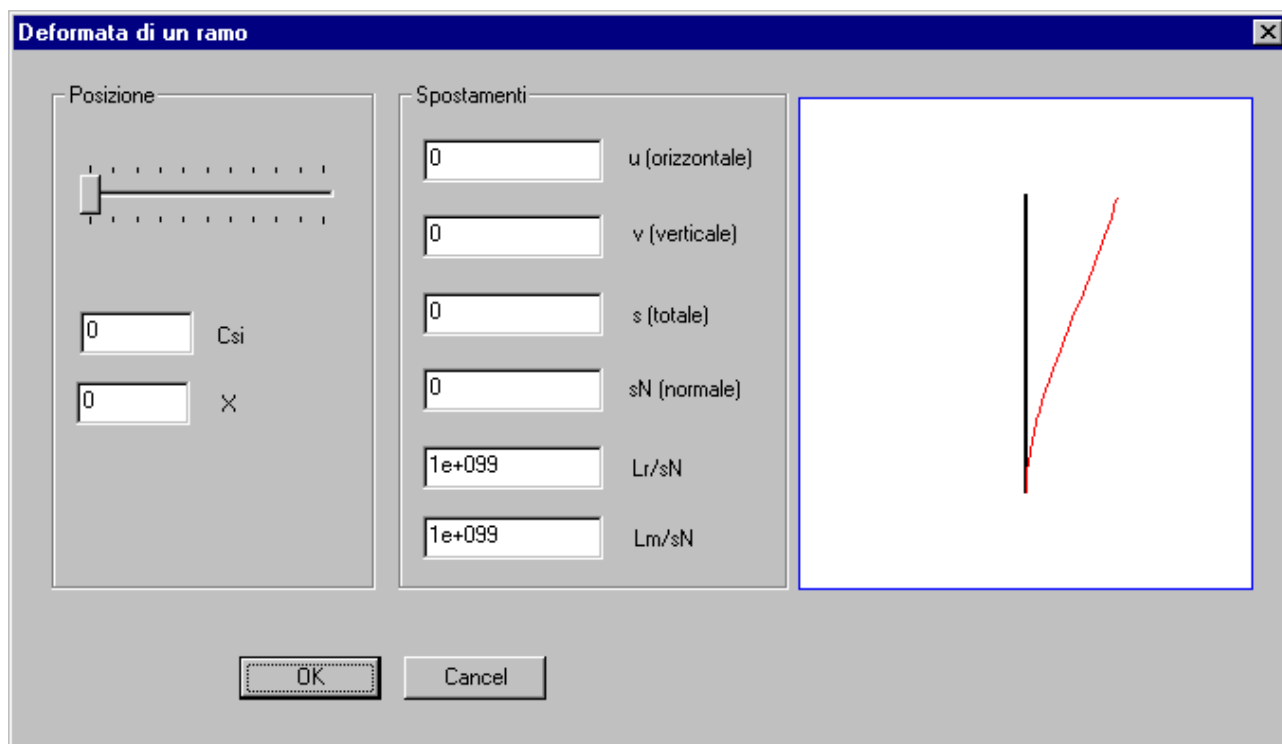 Deformata di un ramo
Posizione
0 Csi
0 X
Spostamenti
0 u (orizzontale)
0 v (verticale)
0 s (totale)
0 sN (normale)
1e+099 Lr/sN
1e+099 Lm/sN
OK Cancel